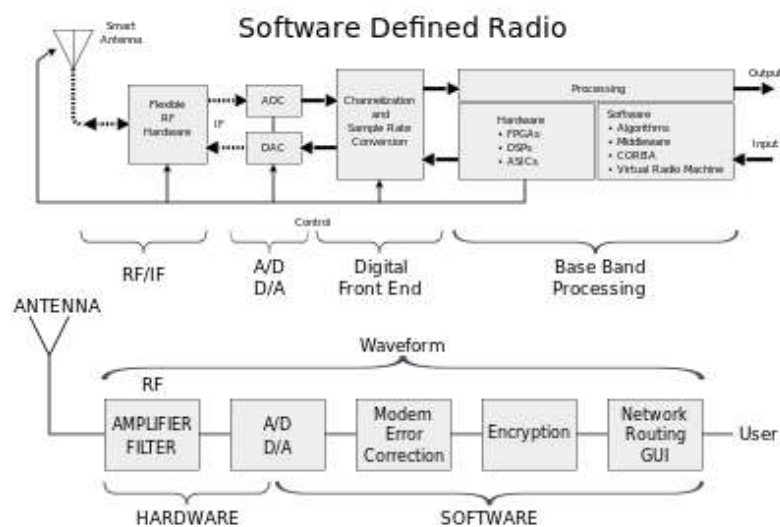 Software Defined Radio
Smart
Antenna
Flexible
RF
Hardware
IF
ADC
DAC
Channelization
and
Sample Rate
Conversion
Processing
Hardware
• FPGAs
• DSPs
• ASICs
Software
• Algorithms
• Middleware
• CORBA
• Virtual Radio Machine
Output
Input
Control
RF/IF
A/D
D/A
Digital
Front End
Base Band
Processing
ANTENNA
Waveform
RF
AMPLIFIER
FILTER
A/D
D/A
Modem
Error
Correction
Encryption
Network
Routing
GUI
User
HARDWARE
SOFTWARE